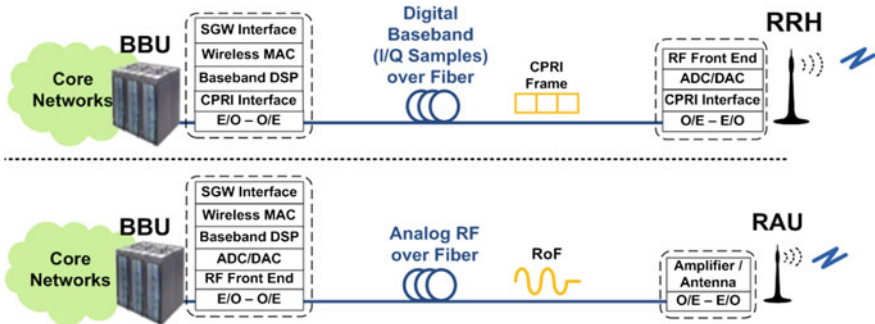 BBU
Core
Networks
SGW Interface
Wireless MAC
Baseband DSP
CPRI Interface
E/O – O/E
Digital
Baseband
(I/Q Samples)
over Fiber
CPRI
Frame
RRH
RF Front End
ADC/DAC
CPRI Interface
O/E – E/O
BBU
Core
Networks
SGW Interface
Wireless MAC
Baseband DSP
ADC/DAC
RF Front End
E/O – O/E
Analog RF
over Fiber
RoF
RAU
Amplifier /
Antenna
O/E – E/O